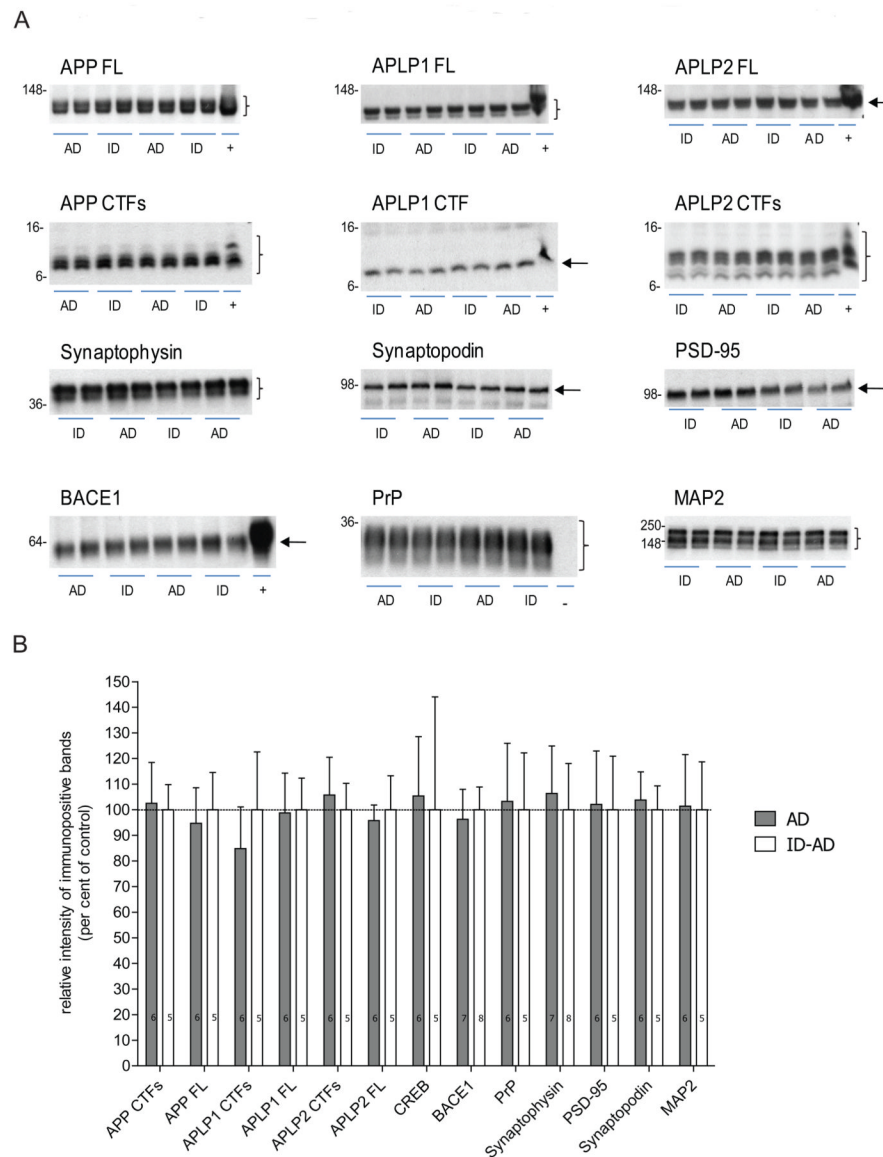 A
APP FL
148-
AD ID AD ID +
APLP1 FL
148-
ID AD ID AD +
APLP2 FL
148-
ID AD ID AD +
APP CTFs
16-
6-
AD ID AD ID +
APLP1 CTF
16-
6-
ID AD ID AD +
APLP2 CTFs
16-
6-
ID AD ID AD +
Synaptophysin
36-
ID AD ID AD
Synaptopodin
98-
ID AD ID AD
PSD-95
98-
ID AD ID AD
BACE1
64-
AD ID AD ID +
PrP
36-
AD ID AD ID -
MAP2
250-
148-
ID AD ID AD
B
relative intensity of immunopositive bands
(per cent of control)
150
140
130
120
110
100
90
80
70
60
50
40
30
20
10
0
6 5 6 5 6 5 6 5 6 5 6 5 6 5 7 8 6 5 7 8 6 5 6 5 6 5
APP CTFs
APP FL
APLP1 CTFs
APLP1 FL
APLP2 CTFs
APLP2 FL
CREB
BACE1
PrP
Synaptophysin
PSD-95
Synaptopodin
MAP2
AD
ID-AD